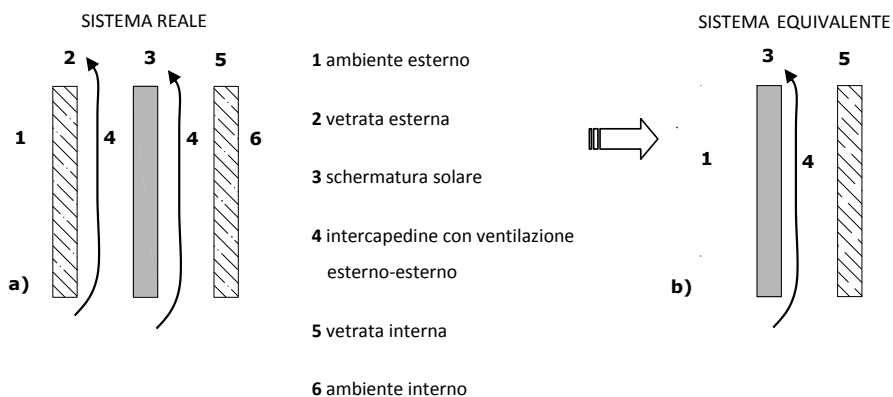 SISTEMA REALE
SISTEMA EQUIVALENTE
2 3 5
1 4 4 6
a)
1 ambiente esterno
2 vetrata esterna
3 schermatura solare
4 intercapedine con ventilazione
esterno-esterno
5 vetrata interna
6 ambiente interno
3 5
1 4
b)